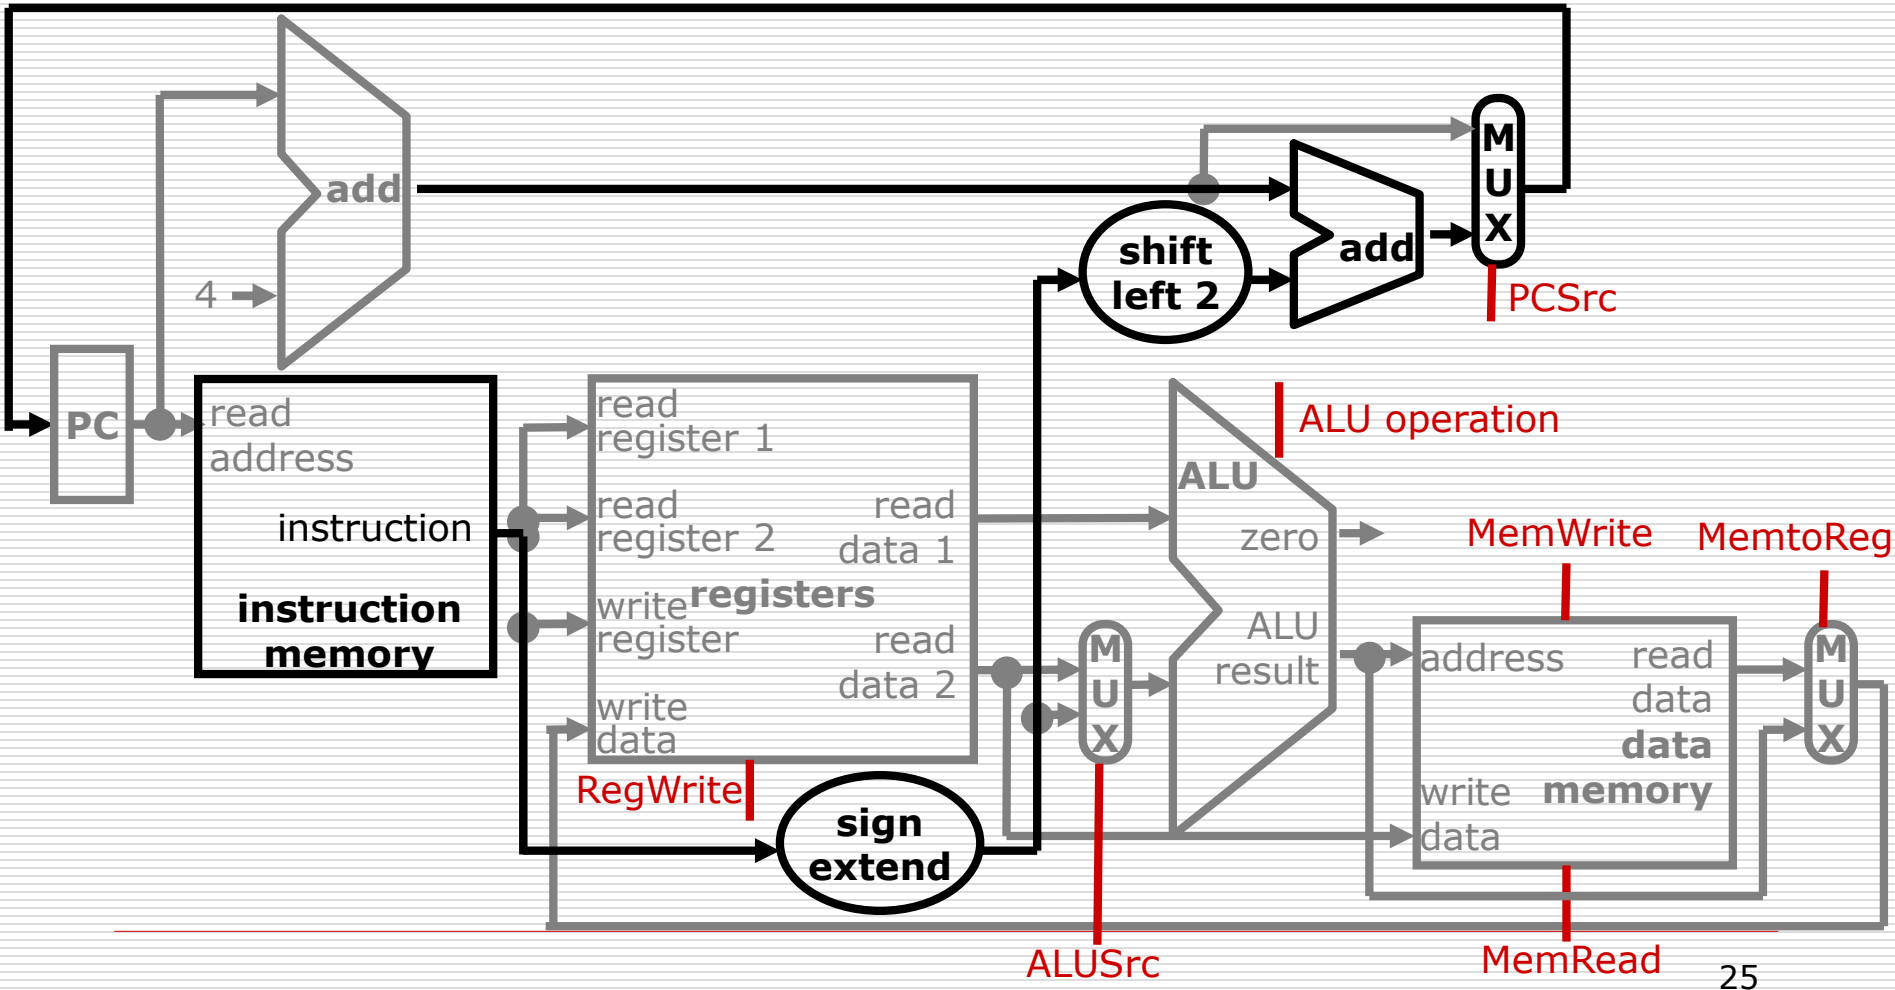 add
4
PC
read
address
instruction
instruction
memory
read
register 1
read
register 2
write
register
write
data
registers
read
data 1
read
data 2
RegWrite
sign
extend
shift
left 2
add
M
U
X
PCSrc
ALU operation
ALU
zero
ALU
result
M
U
X
ALUSrc
MemWrite
MemtoReg
address
read
data
data
memory
write
data
M
U
X
MemRead
25